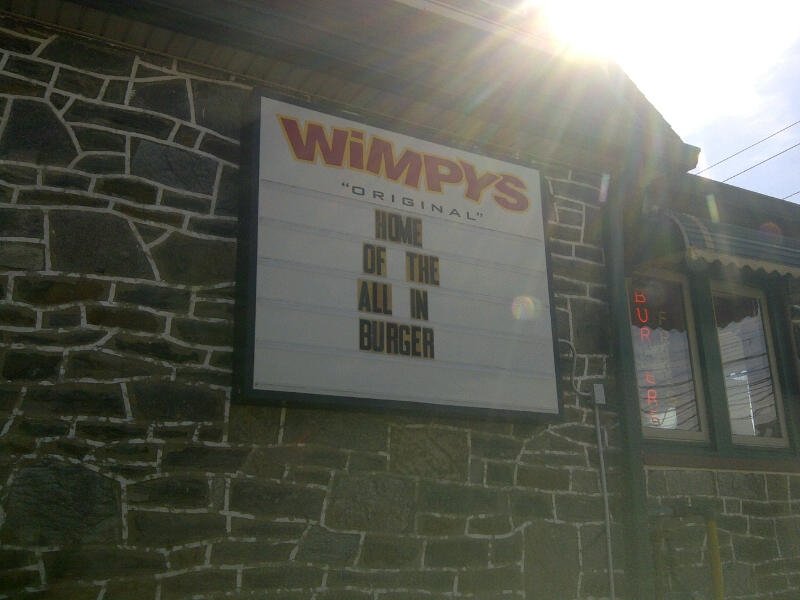 WiMPYS
"ORIGINAL"
HOME
OF THE
ALL IN
BURGER